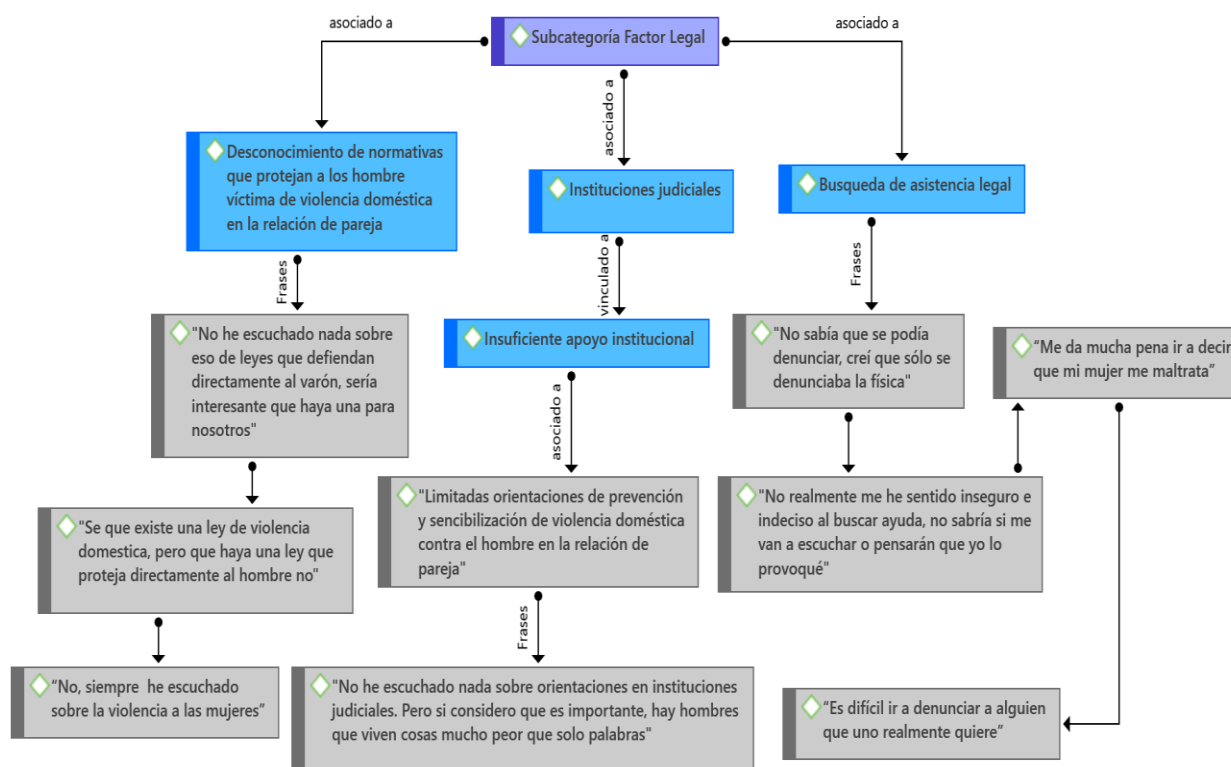 asociado a
Subcategoría Factor Legal
asociado a
asociado a
Desconocimiento de normativas
que protejan a los hombre
víctima de violencia doméstica
en la relación de pareja
Instituciones judiciales
Busqueda de asistencia legal
Frases
vinculado a
Frases
"No he escuchado nada sobre
eso de leyes que defiendan
directamente al varón, sería
interesante que haya una para
nosotros"
Insuficiente apoyo institucional
"No sabía que se podía
denunciar, creí que sólo se
denunciaba la física"
“Me da mucha pena ir a decir
que mi mujer me maltrata”
asociado a
"Se que existe una ley de violencia
domestica, pero que haya una ley que
proteja directamente al hombre no"
"Limitadas orientaciones de prevención
y sencibilización de violencia doméstica
contra el hombre en la relación de
pareja"
"No realmente me he sentido inseguro e
indeciso al buscar ayuda, no sabría si me
van a escuchar o pensarán que yo lo
provoqué"
Frases
“No, siempre he escuchado
sobre la violencia a las mujeres”
"No he escuchado nada sobre orientaciones en instituciones
judiciales. Pero si considero que es importante, hay hombres
que viven cosas mucho peor que solo palabras"
“Es difícil ir a denunciar a alguien
que uno realmente quiere”